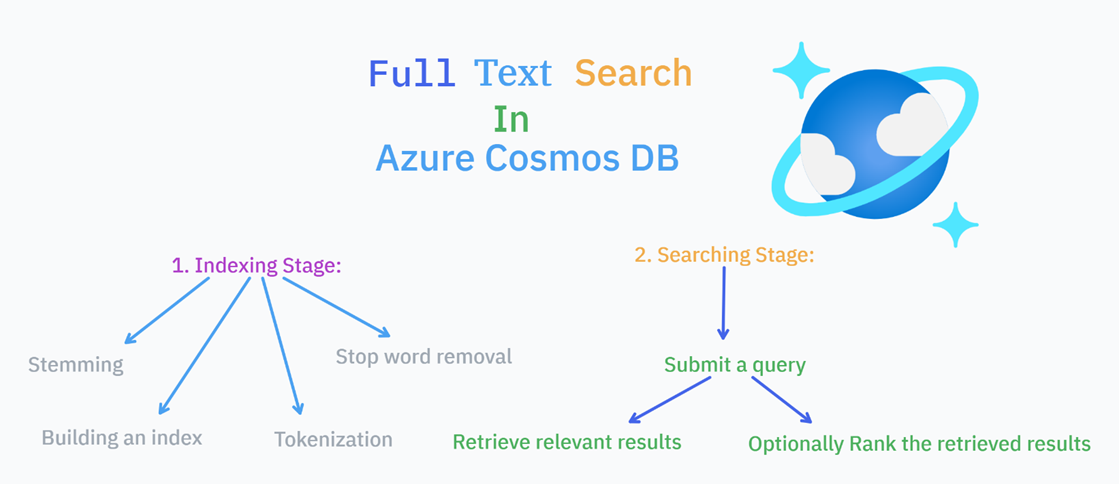 Full Text Search
In
Azure Cosmos DB
1. Indexing Stage:
Stemming
Stop word removal
Building an index
Tokenization
2. Searching Stage:
Submit a query
Retrieve relevant results
Optionally Rank the retrieved results